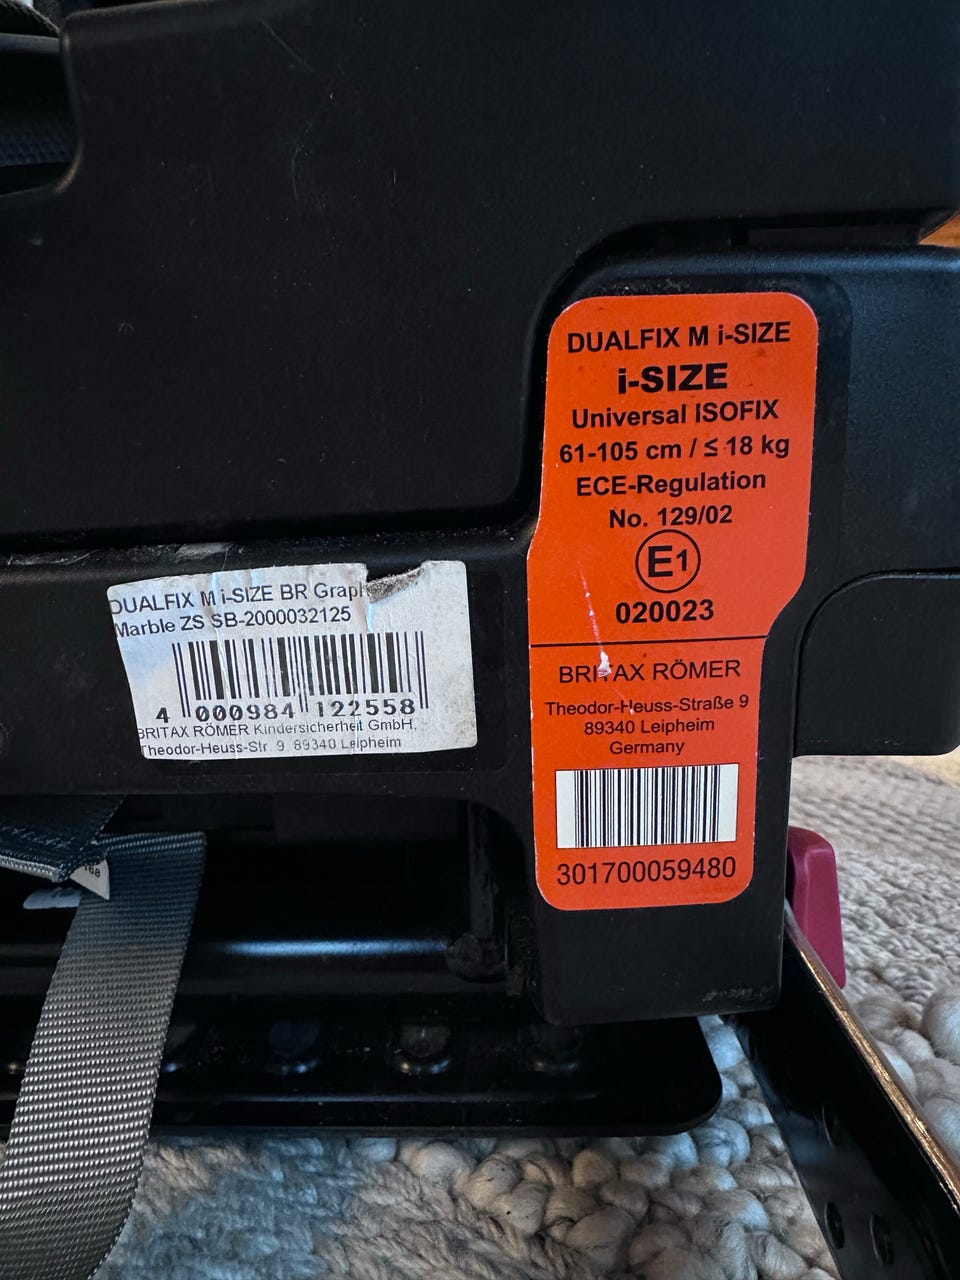 DUALFIX M i-SIZE
i-SIZE
Universal ISOFIX
61-105 cm / ≤ 18 kg
ECE-Regulation
No. 129/02
E1
020023
BRITAX RÖMER
Theodor-Heuss-Straße 9
89340 Leipheim
Germany
301700059480
DUALFIX M i-SIZE BR
Marble ZS SB-2000032125
4 000984 122558
BRITAX RÖMER Kindersicherheit GmbH,
Theodor-Heuss-Str. 9, 89340 Leipheim